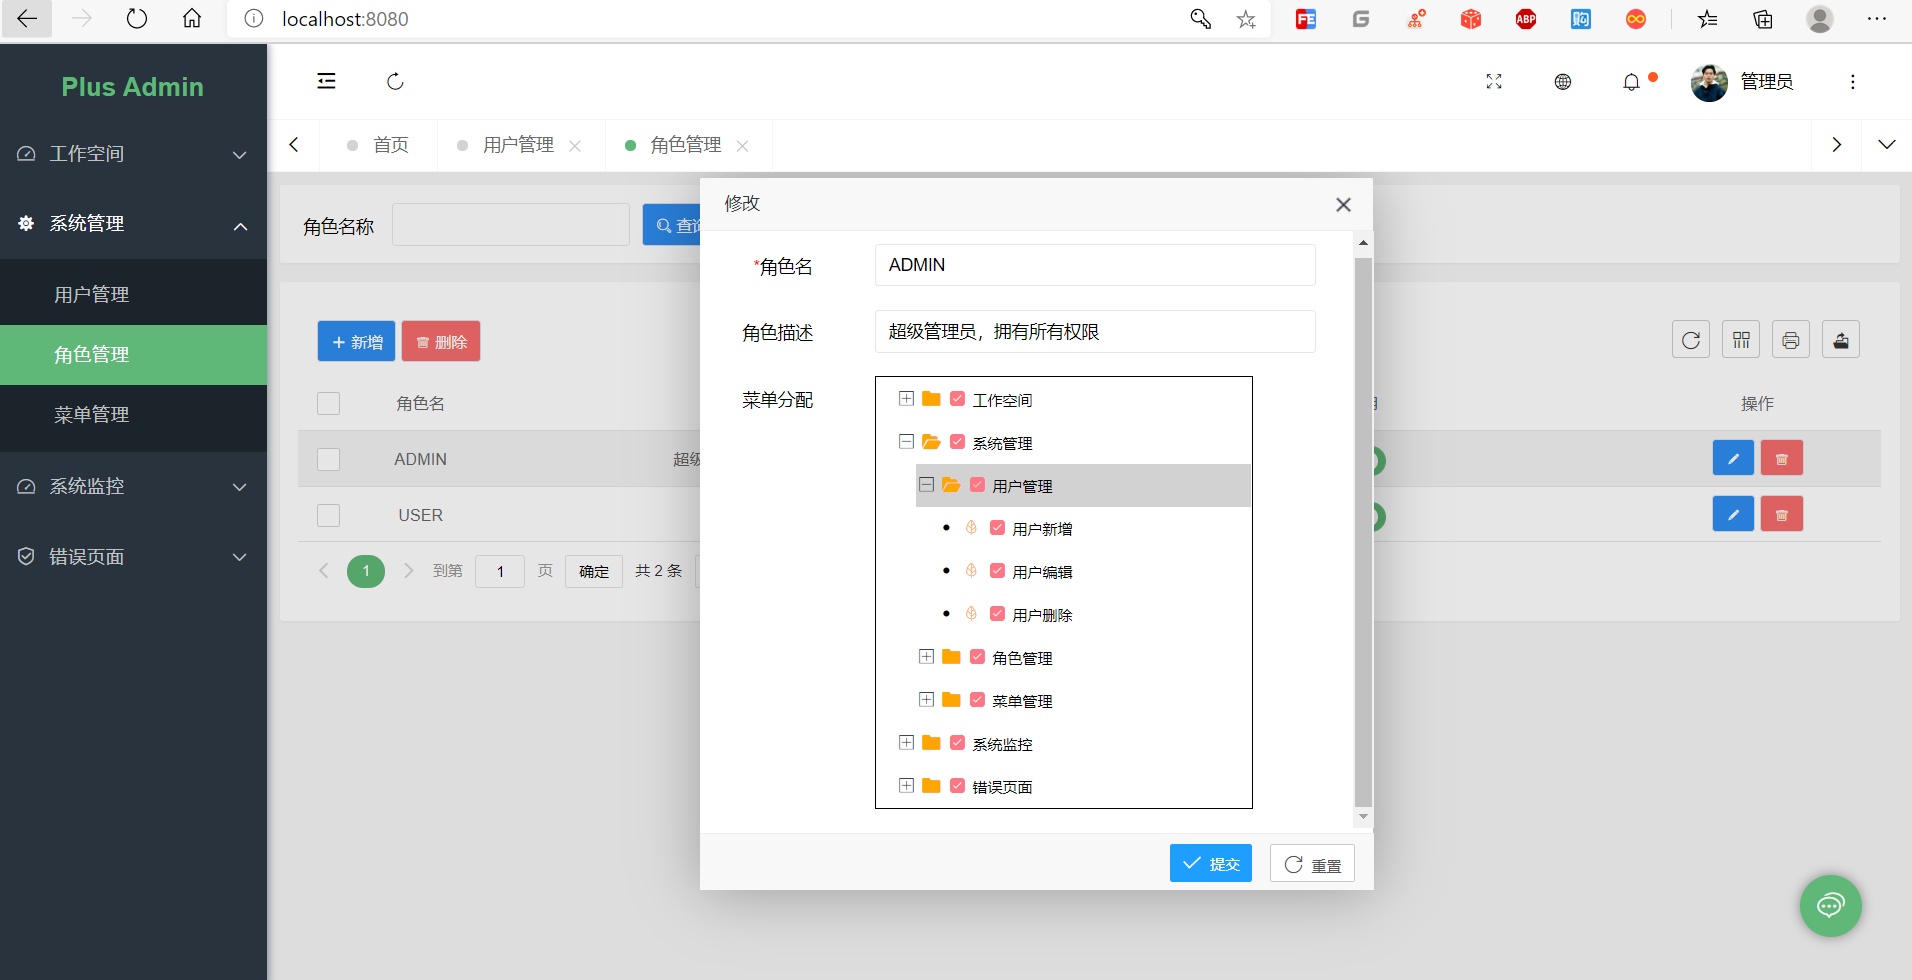 localhost:8080
Plus Admin
管理员
工作空间
首页
用户管理
角色管理
系统管理
用户管理
角色管理
菜单管理
系统监控
错误页面
角色名称
新增
删除
角色名
操作
ADMIN
USER
1
到第
1
页
确定
共 2 条
修改
*角色名
ADMIN
角色描述
超级管理员，拥有所有权限
菜单分配
工作空间
系统管理
用户管理
用户新增
用户编辑
用户删除
角色管理
菜单管理
系统监控
错误页面
提交
重置